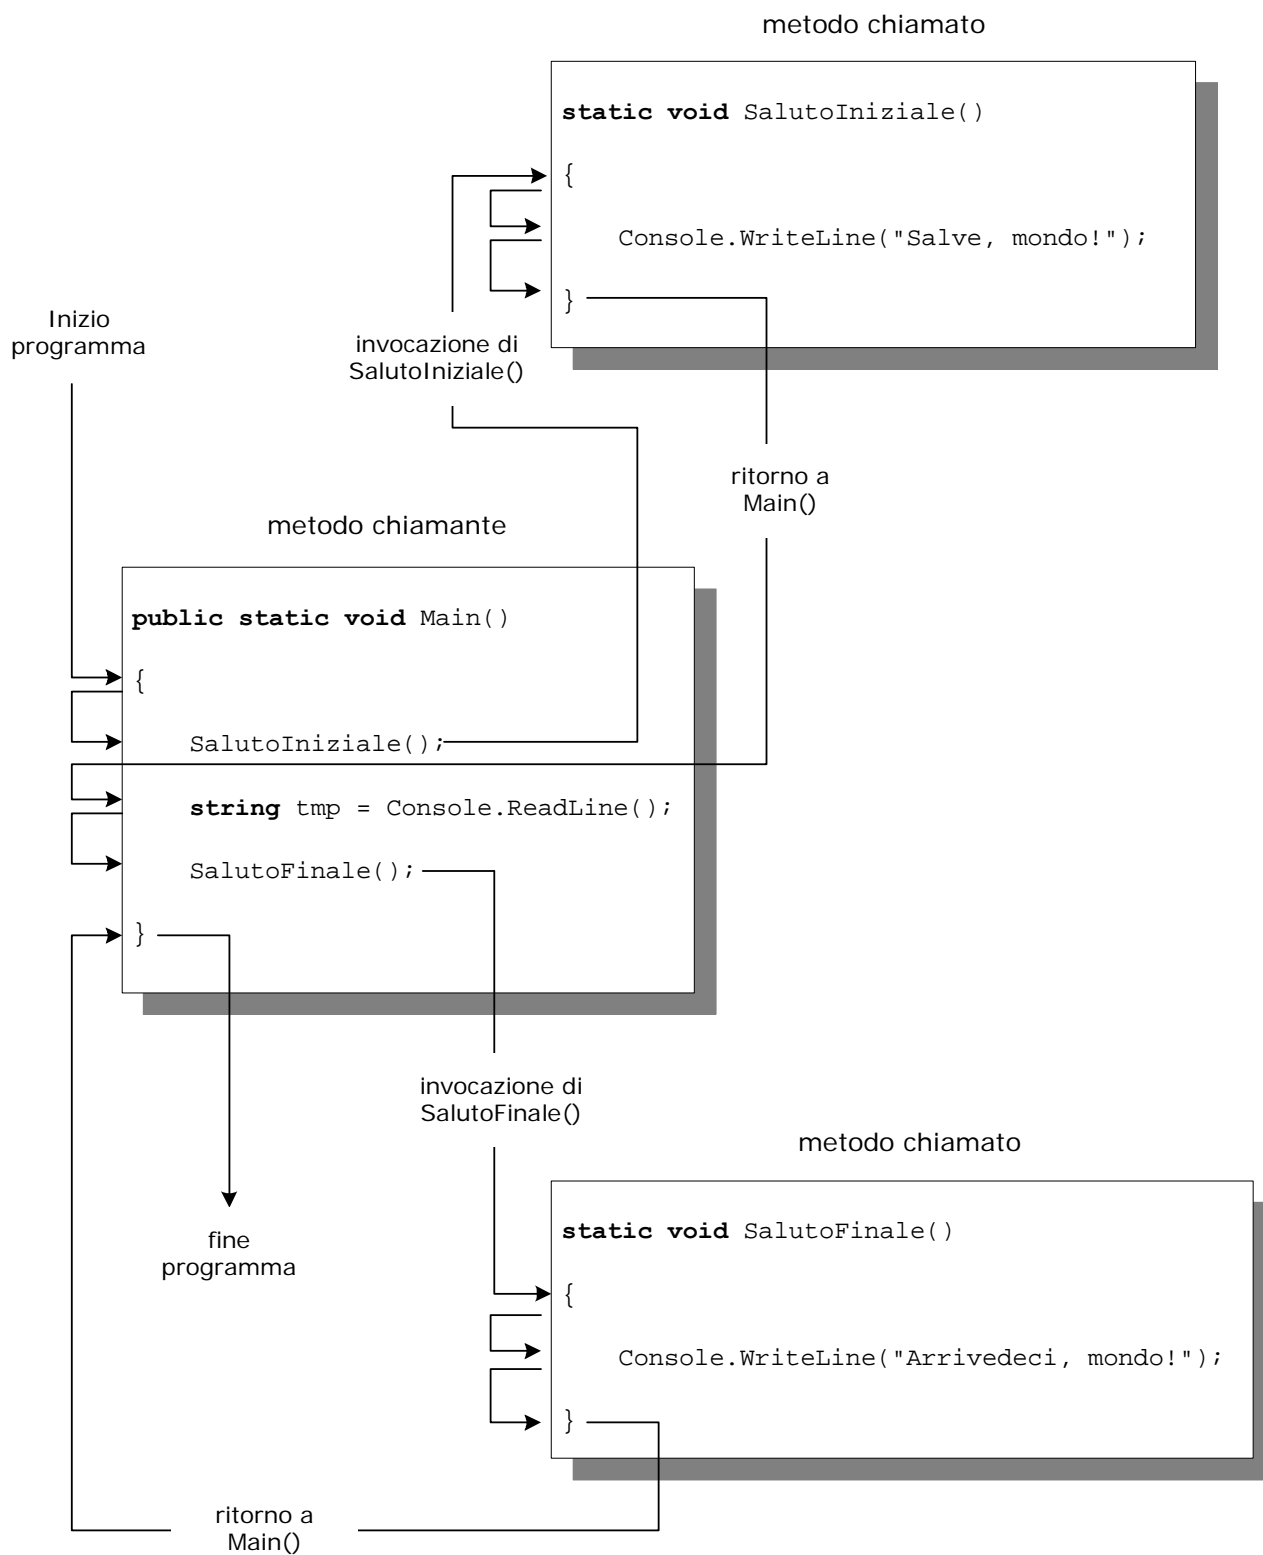 metodo chiamato
static void SalutoIniziale()
{
Console.WriteLine("Salve, mondo!");
}
Inizio
programma
invocazione di
SalutoIniziale()
ritorno a
Main()
metodo chiamante
public static void Main()
{
SalutoIniziale();
string tmp = Console.ReadLine();
SalutoFinale();
}
invocazione di
SalutoFinale()
metodo chiamato
fine
programma
static void SalutoFinale()
{
Console.WriteLine("Arrivedeci, mondo!");
}
ritorno a
Main()